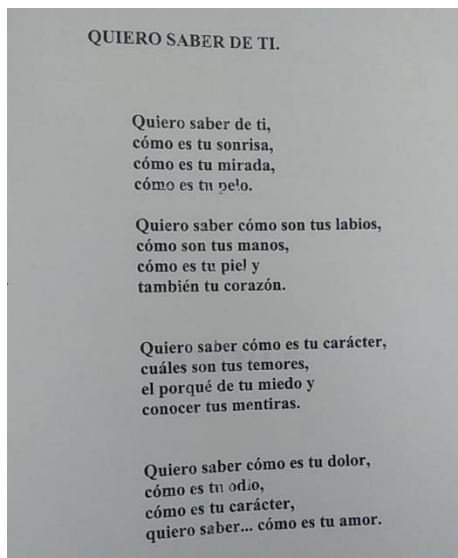 QUIERO SABER DE TI.
Quiero saber de ti,
cómo es tu sonrisa,
cómo es tu mirada,
cómo es tu pelo.
Quiero saber cómo son tus labios,
cómo son tus manos,
cómo es tu piel y
también tu corazón.
Quiero saber cómo es tu carácter,
cuáles son tus temores,
el porqué de tu miedo y
conocer tus mentiras.
Quiero saber cómo es tu dolor,
cómo es tu odio,
cómo es tu carácter,
quiero saber... cómo es tu amor.